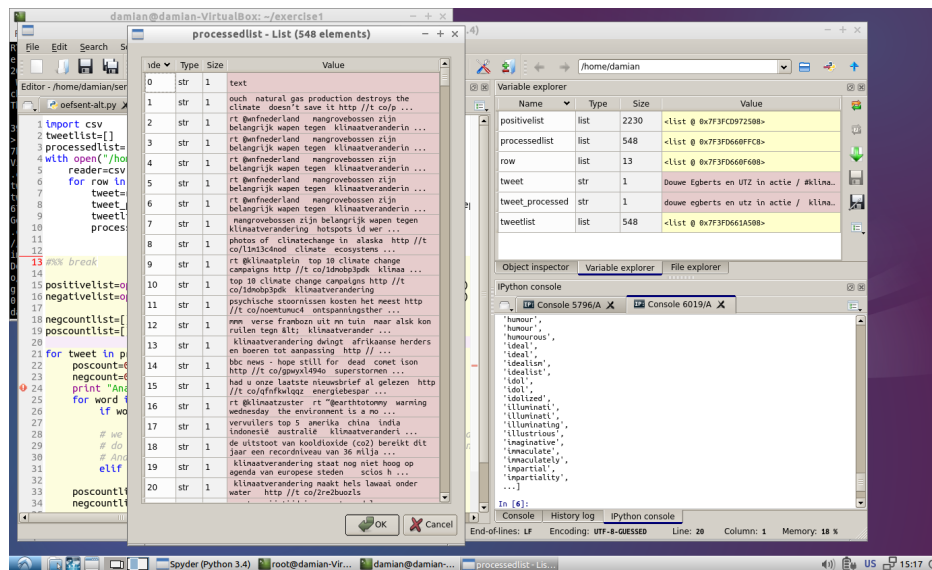 damian@damian-VirtualBox: ~/exercise1
.4)
processedlist - List (548 elements)
File Edit Search
/home/damian
Editor - /home/damian/ser
oefsent-alt.py
1 import csv
2 tweetlist=[]
3 processedlist=
4 with open("/ho
5 reader=csv
6 for row in
7 tweet=
8 tweet_p
9 tweetl
10 proces
11
12
13 #%% break
14
15 positivelist=o
16 negativelist=o
17
18 negcountlist=[
19 poscountlist=[
20
21 for tweet in p
22 poscount=
23 negcount=
24 print "Ana
25 for word i
26 if wo
27
28 # we
29 # do
30 # And
31 elif
32
33 poscountli
34 negcountli
Type Size Value
0 str 1 text
1 str 1 ouch natural gas production destroys the
climate doesn't save it http //t co/p ...
2 str 1 rt @wnfnederland mangrovebossen zijn
belangrijk wapen tegen klimaatveranderin ...
3 str 1 rt @wnfnederland mangrovebossen zijn
belangrijk wapen tegen klimaatveranderin ...
4 str 1 rt @wnfnederland mangrovebossen zijn
belangrijk wapen tegen klimaatveranderin ...
5 str 1 rt @wnfnederland mangrovebossen zijn
belangrijk wapen tegen klimaatveranderin ...
6 str 1 rt @wnfnederland mangrovebossen zijn
belangrijk wapen tegen klimaatveranderin ...
7 str 1 mangrovebossen zijn belangrijk wapen tegen
klimaatverandering hotspots id wer ...
8 str 1 photos of climatechange in alaska http //t
co/l1m13c4nod climate ecosystems ...
9 str 1 rt @klimaatplein top 10 climate change
campaigns http //t co/1dmobp3pdk klimaa ...
10 str 1 top 10 climate change campaigns http //t
co/1dmobp3pdk klimaatverandering
11 str 1 psychische stoornissen kosten het meest http
//t co/noemtumuc4 ontspanningsther ...
12 str 1 mmm verse fruitbat uit mn tuin maar alsk kon
ruilen tegn &lt; klimaatverander ...
13 str 1 klimaatverandering dwingt afrikaanse herders
en boeren tot aanpassing http // ...
14 str 1 bbc news - hope still for dead comet ison
http //t co/gpwyxl494o superstormen ...
15 str 1 had u onze laatste nieuwsbrief al gelezen http
//t co/qfnfkwlqqz energiebespar ...
16 str 1 rt @klimaatzuster rt “@earthtotommy warming
wednesday the environment is a mo ...
17 str 1 vervuilers top 5 amerika china india
indonesië australië klimaatveranderi ...
18 str 1 de uitstoot van kooldioxide (co2) bereikt dit
jaar een recordniveau van 36 milja ...
19 str 1 klimaatverandering staat nog niet hoog op
agenda van europese steden scios h ...
20 str 1 klimaatverandering maakt hels lawaai onder
water http //t co/2re2buozls
OK Cancel
Variable explorer
Name Type Size Value
positivelist list 2230 <list @ 0x7F3FCD972508>
processedlist list 548 <list @ 0x7F3FD660FFC8>
row list 13 <list @ 0x7F3FD660F608>
tweet str 1 Douwe Egberts en UTZ in actie / #klima…
tweet_processed str 1 douwe egberts en utz in actie / klima…
tweetlist list 548 <list @ 0x7F3FD661A508>
Object inspector Variable explorer File explorer
IPython console
Console 5796/A Console 6019/A
'humour',
'humour',
'humourous',
'ideal',
'ideal',
'idealism',
'idealist',
'idol',
'idol',
'idolized',
'illuminati',
'illuminati',
'illuminating',
'illustrious',
'imaginative',
'immaculate',
'immaculately',
'impartial',
'impartiality',
...]
In [6]:
Console History log IPython console
End-of-lines: LF Encoding: UTF-8-GUESSED Line: 20 Column: 1 Memory: 18 %
Spyder (Python 3.4) root@damian-Vir... damian@damian-... processedlist - Lis... US 15:17